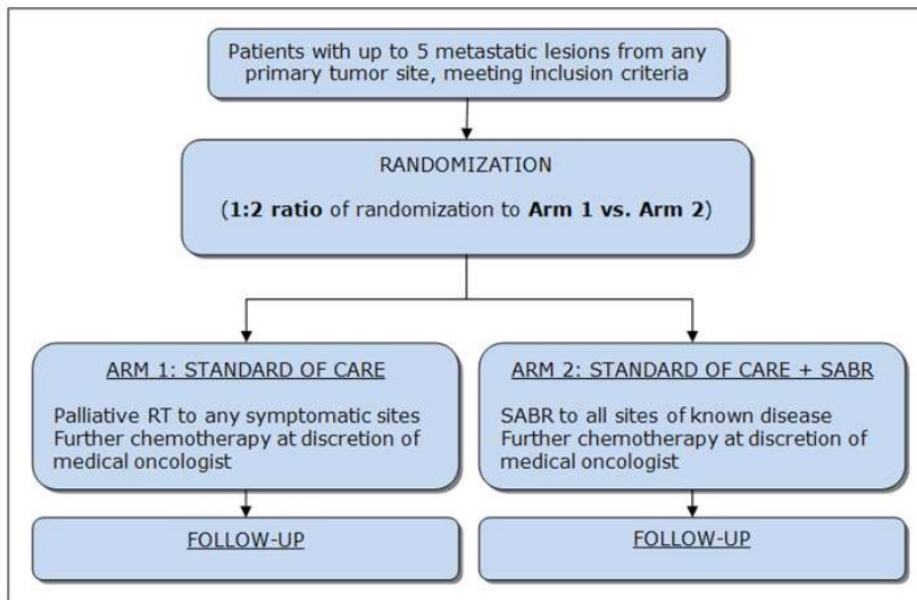 Patients with up to 5 metastatic lesions from any
primary tumor site, meeting inclusion criteria
RANDOMIZATION
(1:2 ratio of randomization to Arm 1 vs. Arm 2)
ARM 1: STANDARD OF CARE
Palliative RT to any symptomatic sites
Further chemotherapy at discretion of
medical oncologist
ARM 2: STANDARD OF CARE + SABR
SABR to all sites of known disease
Further chemotherapy at discretion of
medical oncologist
FOLLOW-UP
FOLLOW-UP